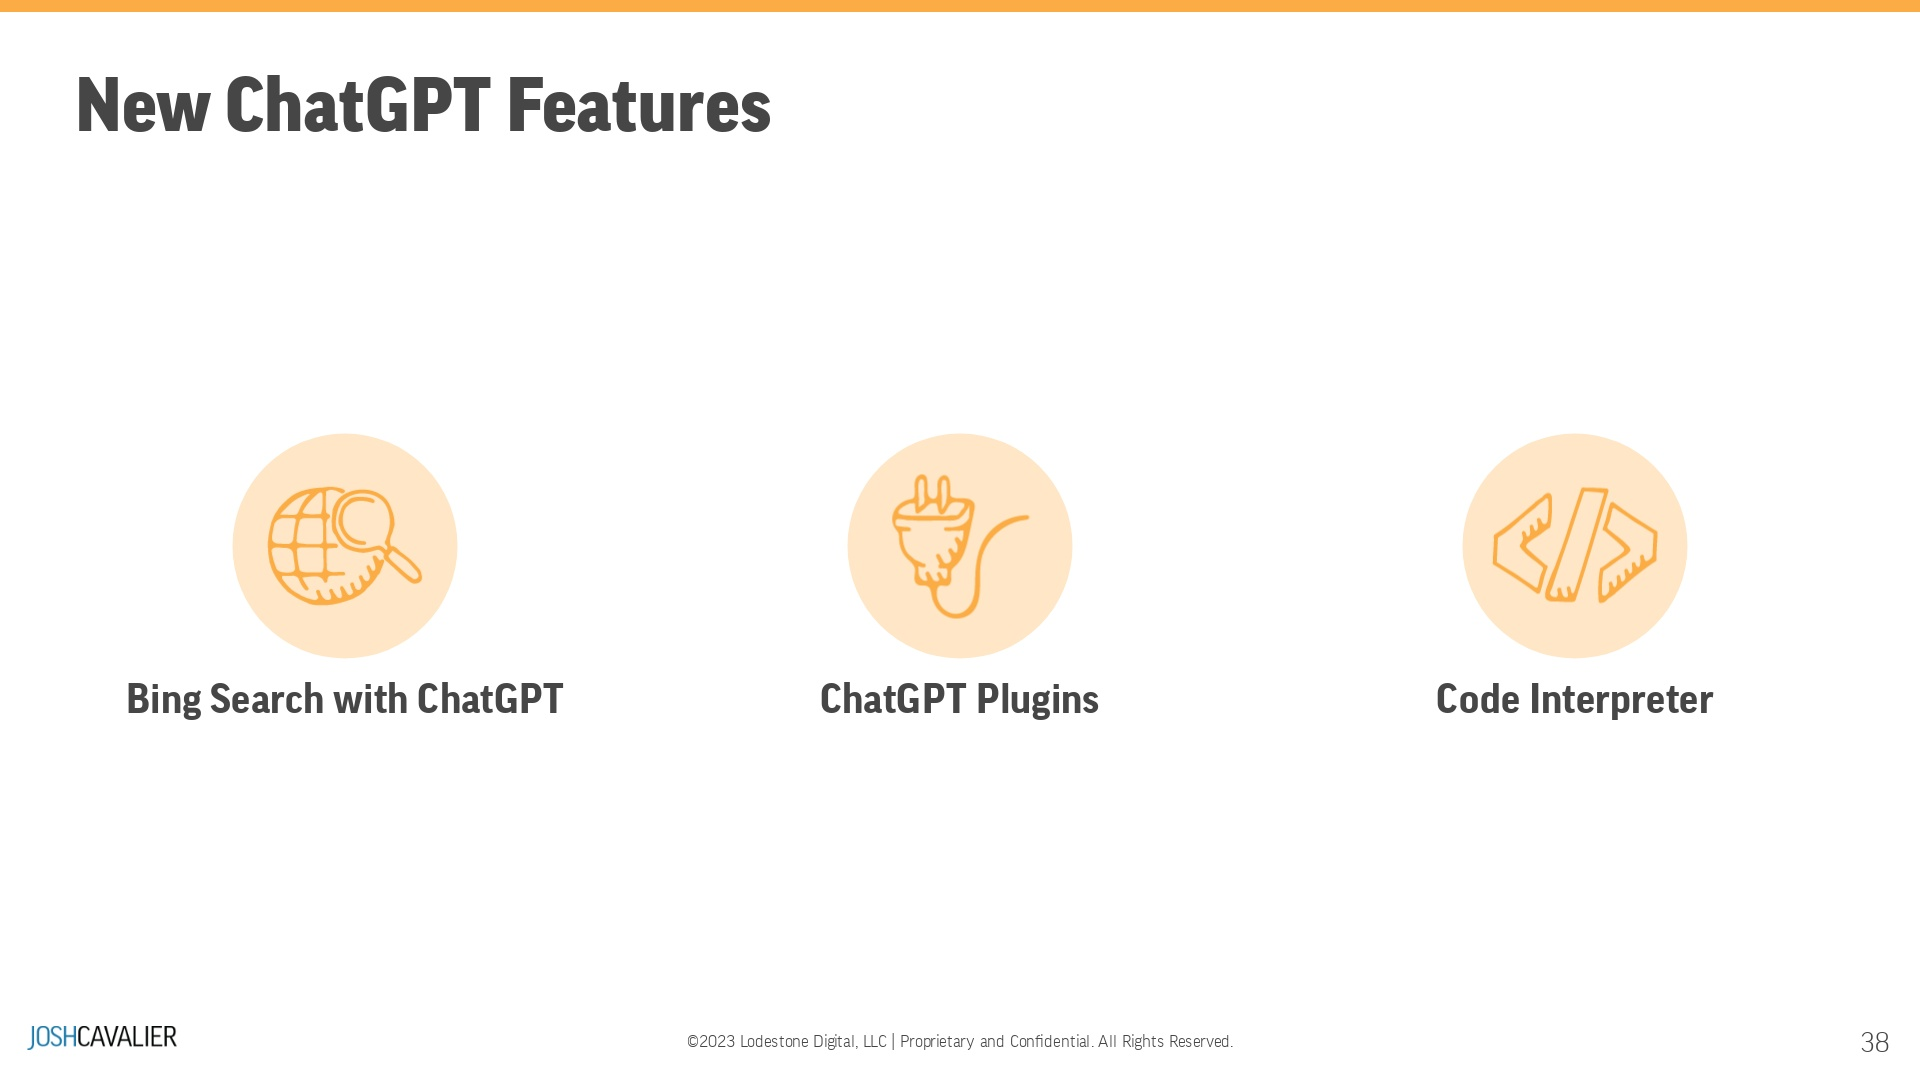 New ChatGPT Features
Bing Search with ChatGPT
ChatGPT Plugins
Code Interpreter
JOSHCAVALIER
©2023 Lodestone Digital, LLC | Proprietary and Confidential. All Rights Reserved.
38